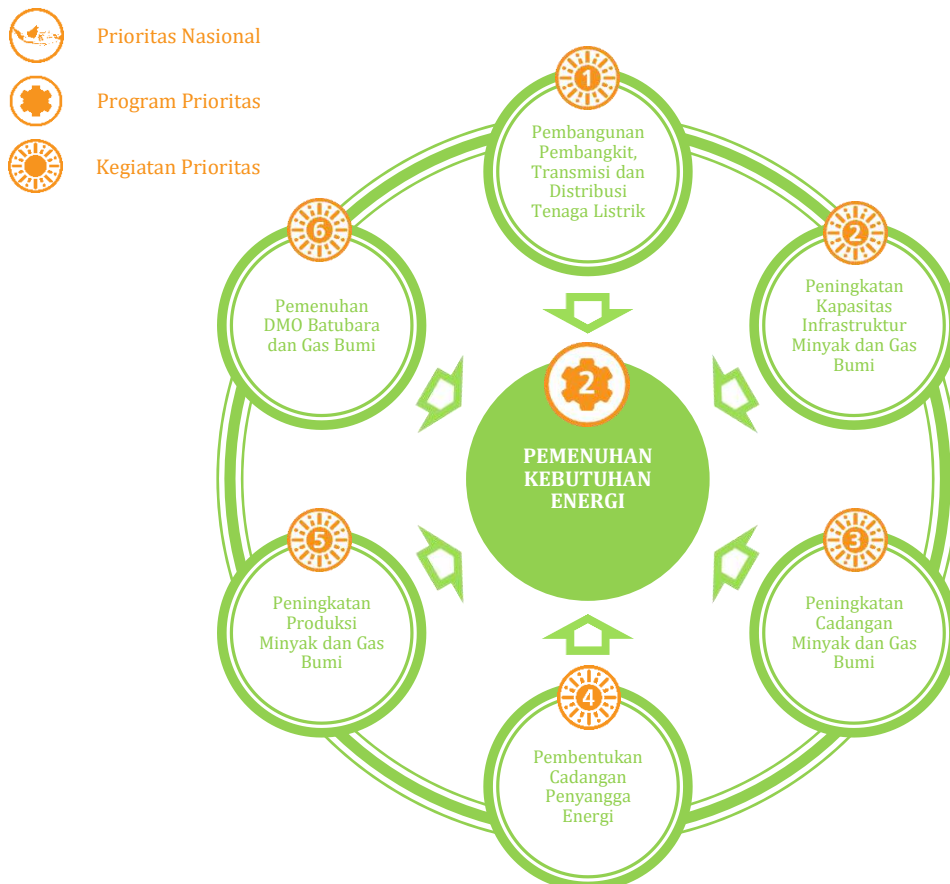 Prioritas Nasional
Program Prioritas
Kegiatan Prioritas
1
Pembangunan
Pembangkit,
Transmisi dan
Distribusi
Tenaga Listrik
2
Peningkatan
Kapasitas
Infrastruktur
Minyak dan Gas
Bumi
3
Peningkatan
Cadangan
Minyak dan Gas
Bumi
4
Pembentukan
Cadangan
Penyangga
Energi
5
Peningkatan
Produksi
Minyak dan Gas
Bumi
6
Pemenuhan
DMO Batubara
dan Gas Bumi
2
PEMENUHAN
KEBUTUHAN
ENERGI